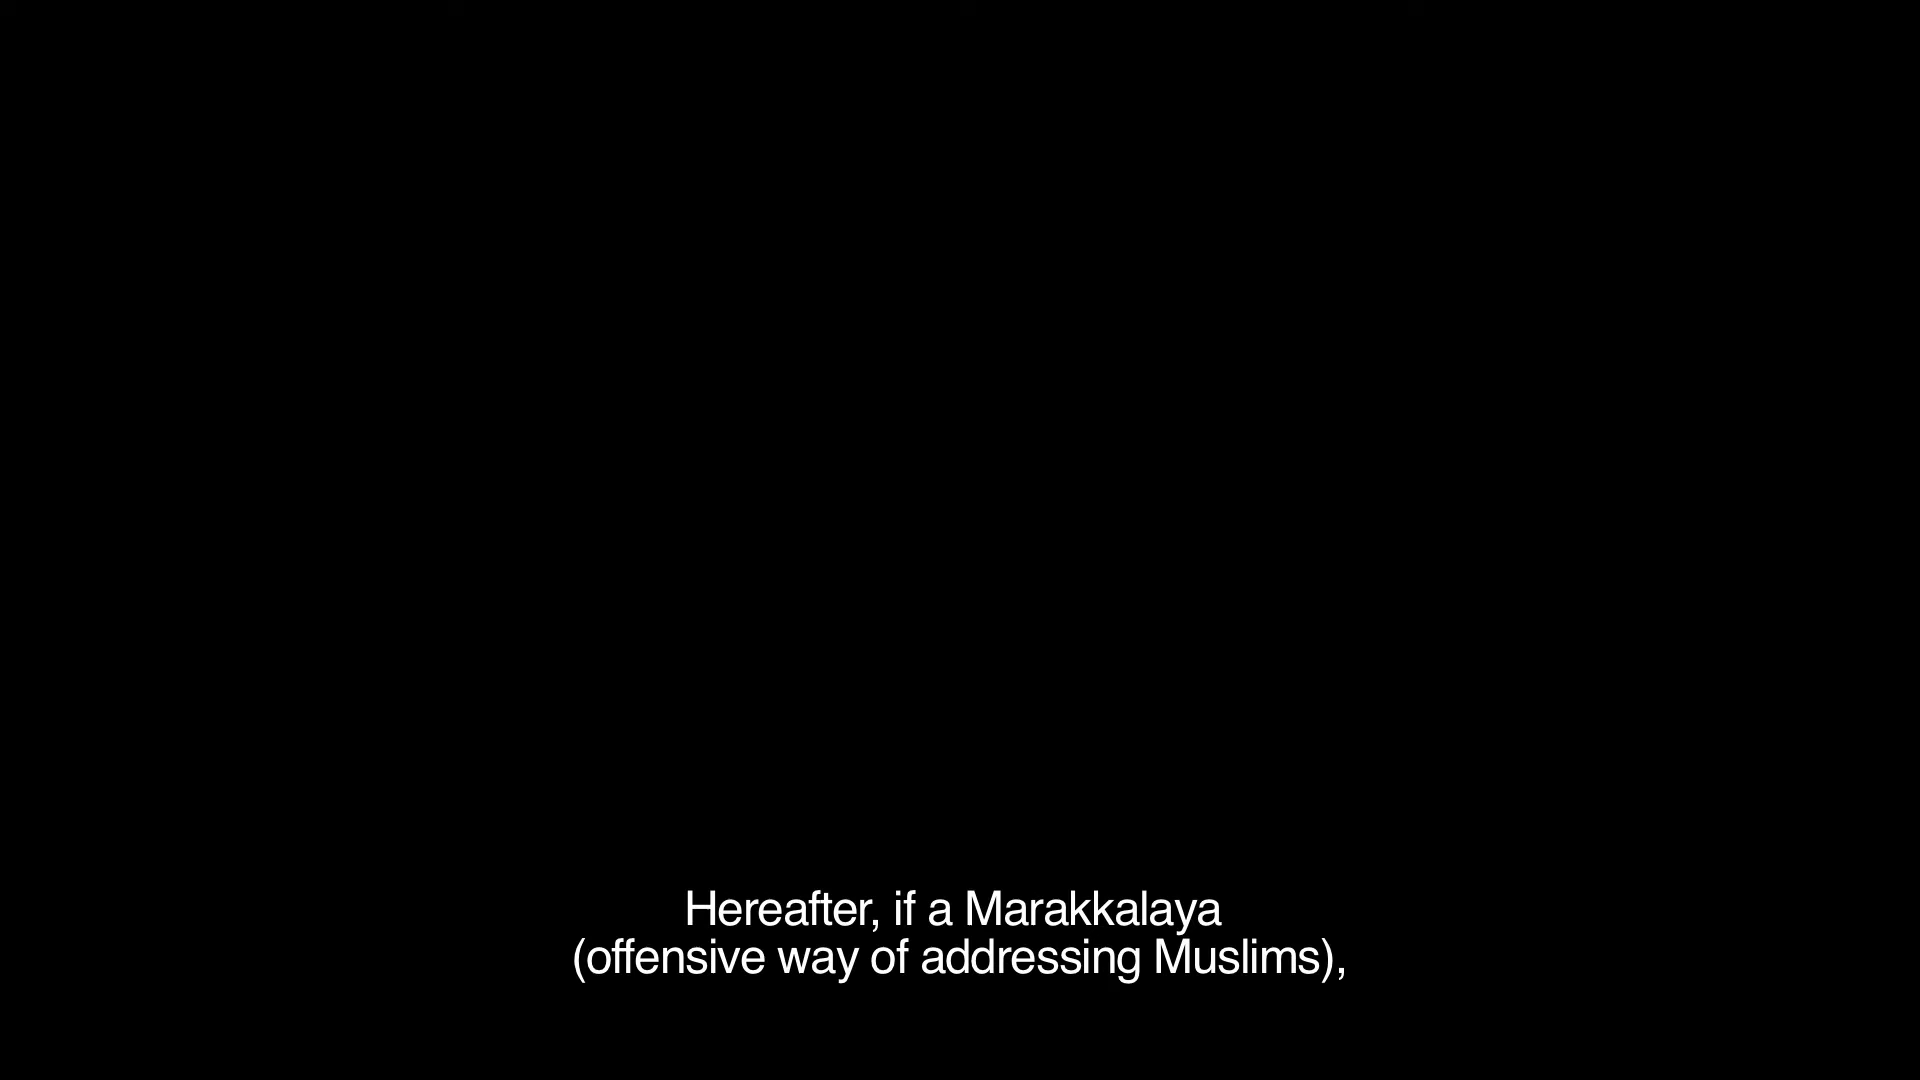 Hereafter, if a Marakkalaya
(offensive way of addressing Muslims),